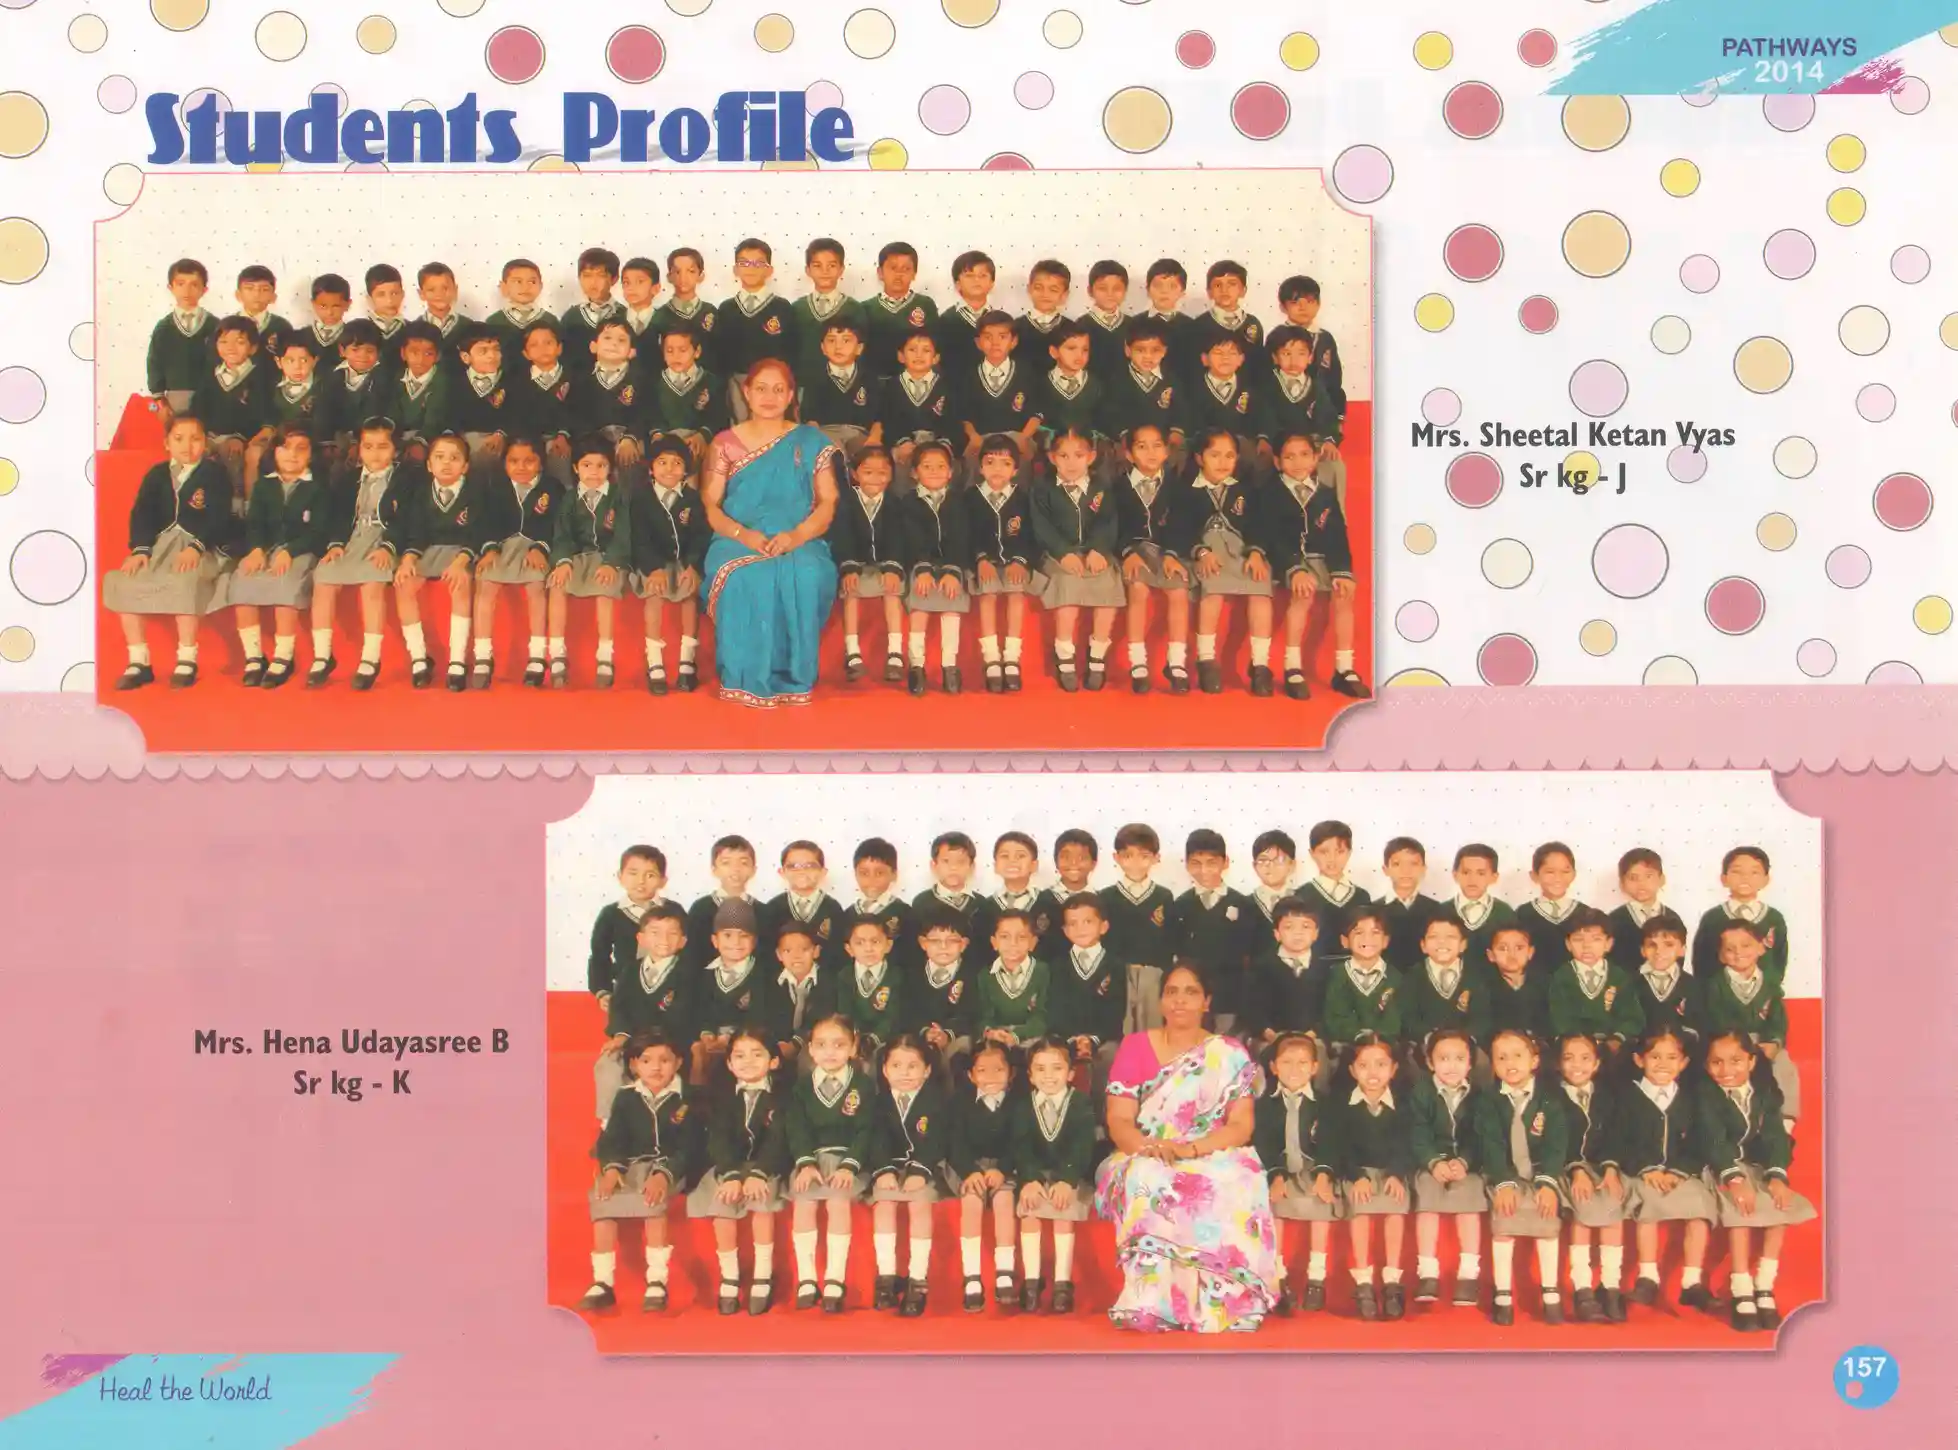 PATHWAYS
2014
Students Profile
Mrs. Sheetal Ketan Vyas
Sr kg - J
Mrs. Hena Udayasree B
Sr kg - K
Heal the World
157